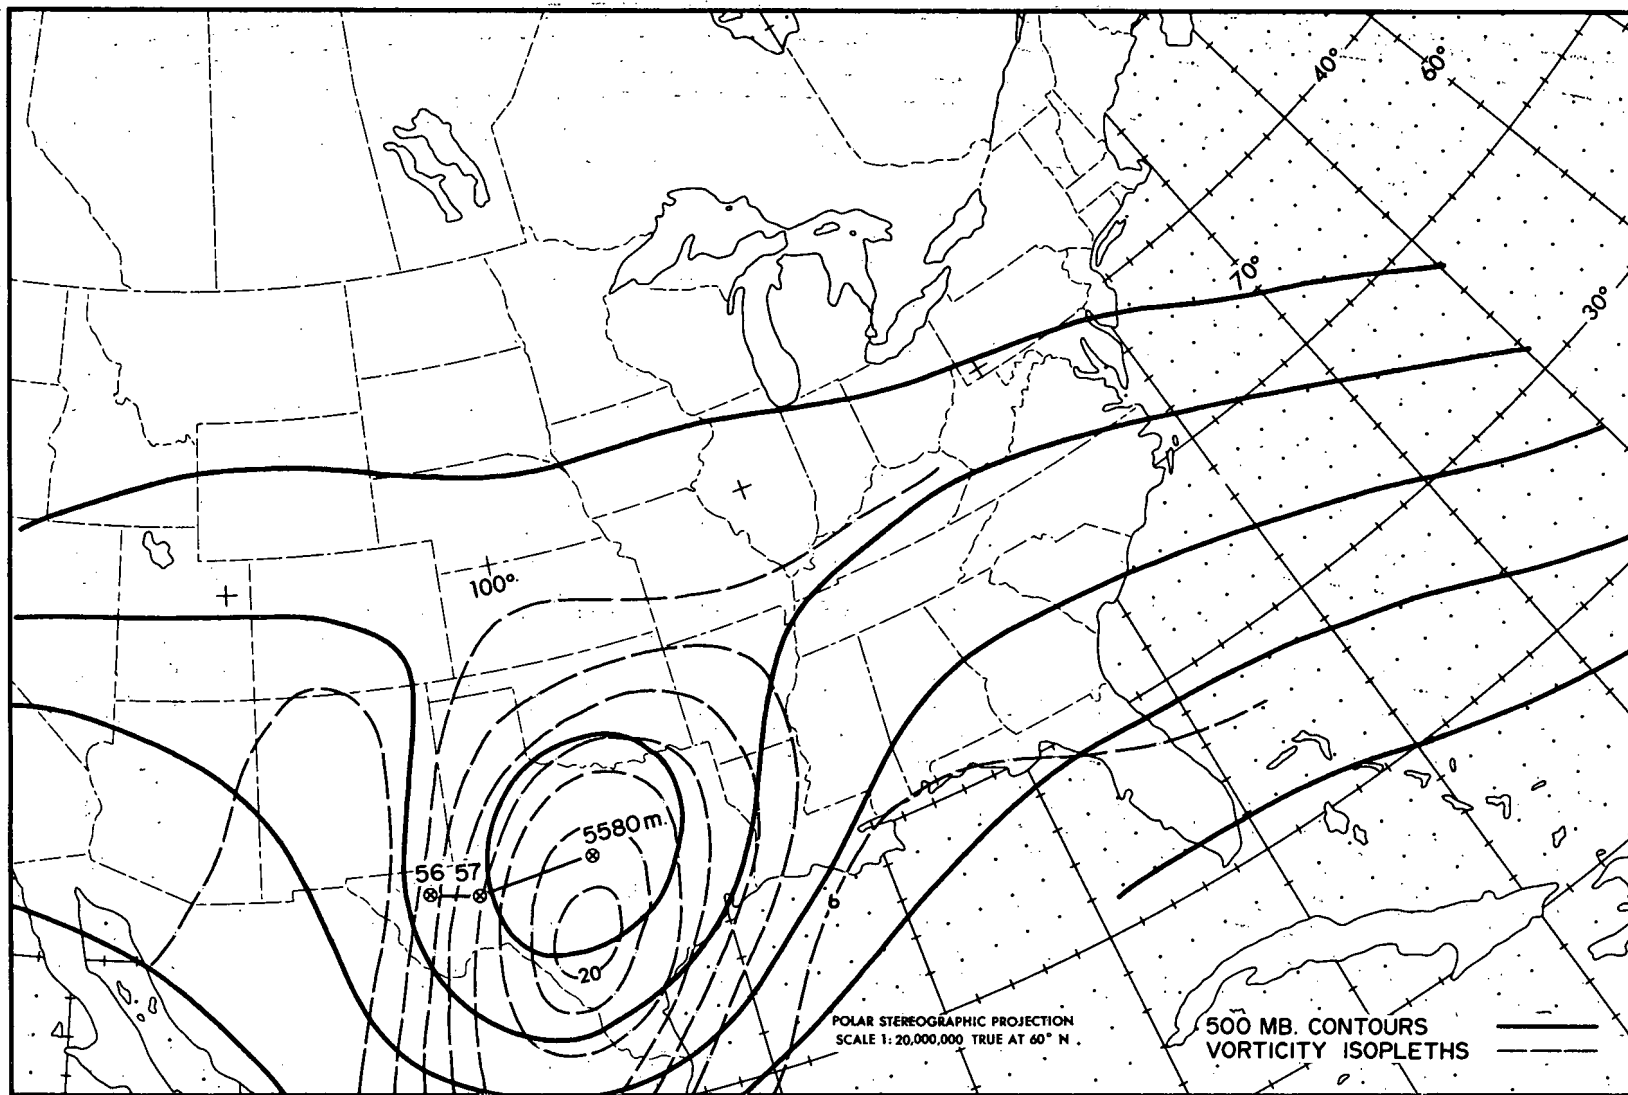 40°
60°
70°
30°
100°
5580 m.
56 57
6
20
POLAR STEREOGRAPHIC PROJECTION
SCALE 1: 20,000,000 TRUE AT 60° N.
500 MB. CONTOURS
VORTICITY ISOPLETHS